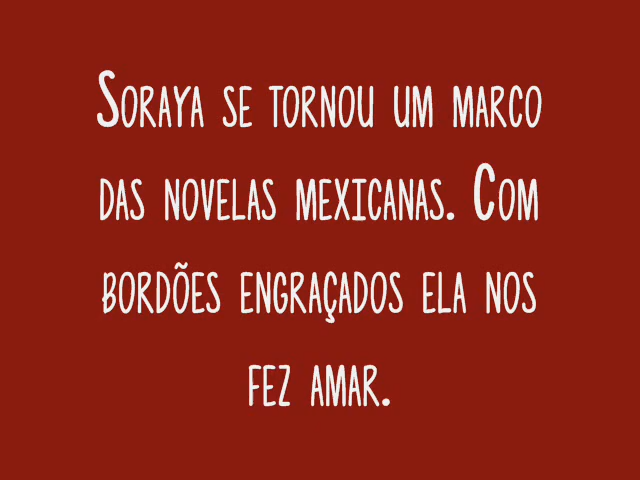 Soraya se tornou um marco
das novelas mexicanas. Com
bordões engraçados ela nos
fez amar.